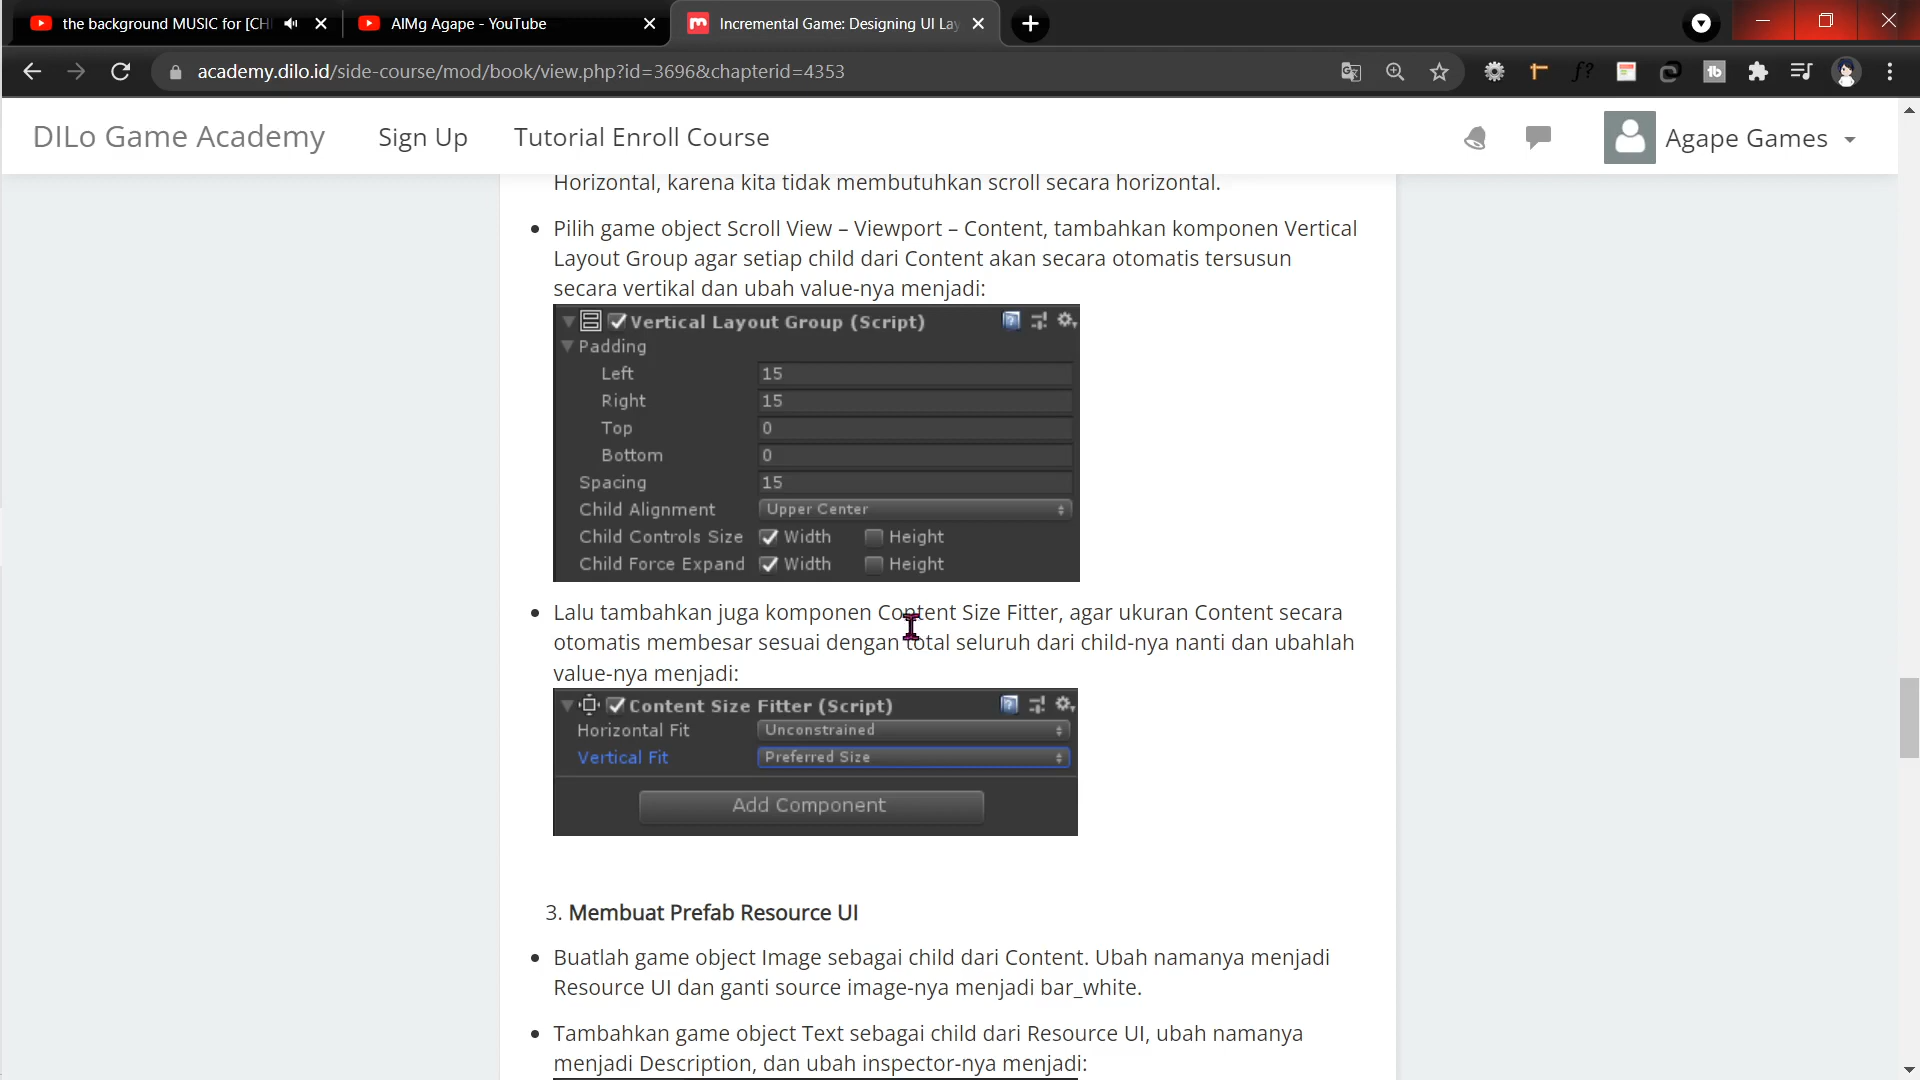 the background MUSIC for [CH
AIMg Agape - YouTube
Incremental Game: Designing UI La
academy.dilo.id/side-course/mod/book/view.php?id=3696&chapterid=4353
DILo Game Academy
Sign Up
Tutorial Enroll Course
Agape Games
Horizontal, karena kita tidak membutuhkan scroll secara horizontal.
Pilih game object Scroll View – Viewport – Content, tambahkan komponen Vertical
Layout Group agar setiap child dari Content akan secara otomatis tersusun
secara vertikal dan ubah value-nya menjadi:
Vertical Layout Group (Script)
Padding
Left 15
Right 15
Top 0
Bottom 0
Spacing 15
Child Alignment Upper Center
Child Controls Size Width Height
Child Force Expand Width Height
Lalu tambahkan juga komponen Content Size Fitter, agar ukuran Content secara
otomatis membesar sesuai dengan total seluruh dari child-nya nanti dan ubahlah
value-nya menjadi:
Content Size Fitter (Script)
Horizontal Fit Unconstrained
Vertical Fit Preferred Size
Add Component
3. Membuat Prefab Resource UI
Buatlah game object Image sebagai child dari Content. Ubah namanya menjadi
Resource UI dan ganti source image-nya menjadi bar_white.
Tambahkan game object Text sebagai child dari Resource UI, ubah namanya
menjadi Description, dan ubah inspector-nya menjadi: